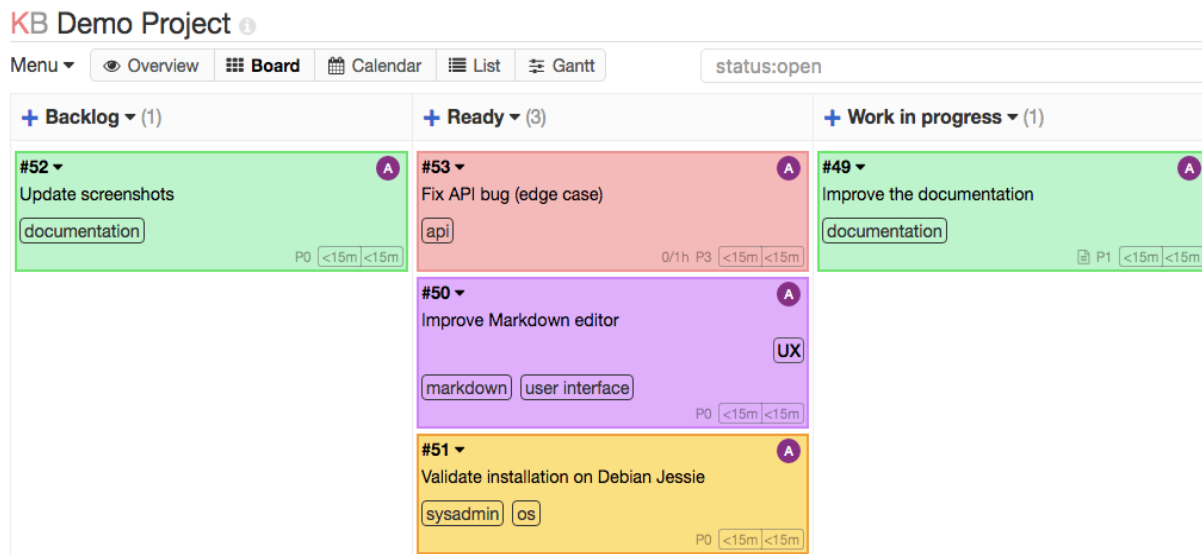 KB Demo Project
Menu Overview Board Calendar List Gantt status:open
+ Backlog (1)
#52 A
Update screenshots
documentation
P0 <15m <15m
+ Ready (3)
#53 A
Fix API bug (edge case)
api
0/1h P3 <15m <15m
#50 A
Improve Markdown editor
UX
markdown user interface
P0 <15m <15m
#51 A
Validate installation on Debian Jessie
sysadmin os
P0 <15m <15m
+ Work in progress (1)
#49 A
Improve the documentation
documentation
P1 <15m <15m